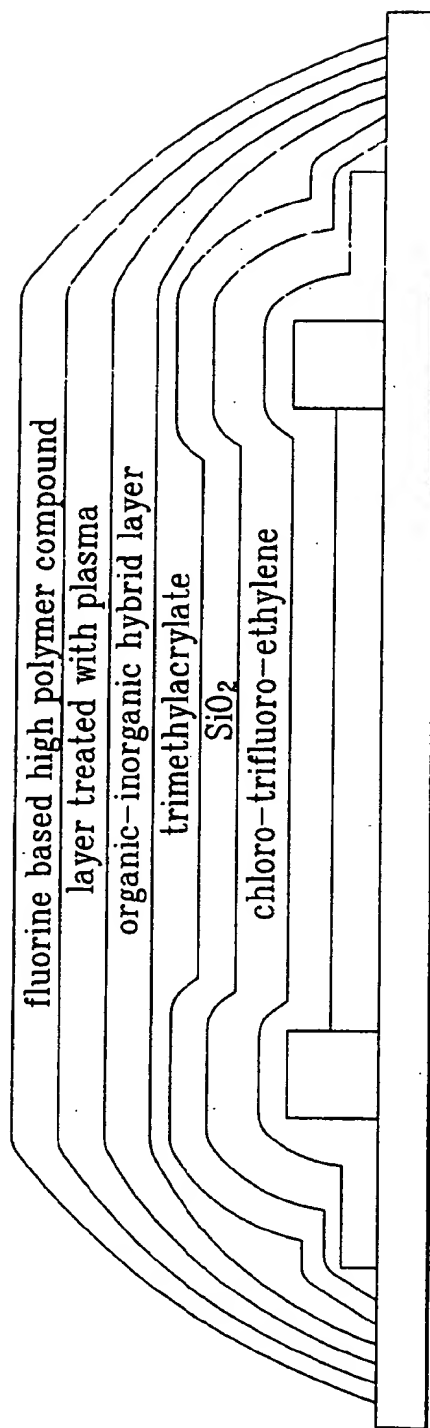 fluorine based high polymer compound
layer treated with plasma
organic-inorganic hybrid layer
trimethylacrylate
SiO₂
chloro-trifluoro-ethylene